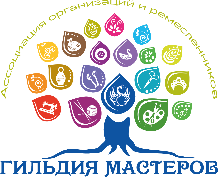 Ассоциация организаций и ремесленников
ГИЛЬДИЯ МАСТЕРОВ